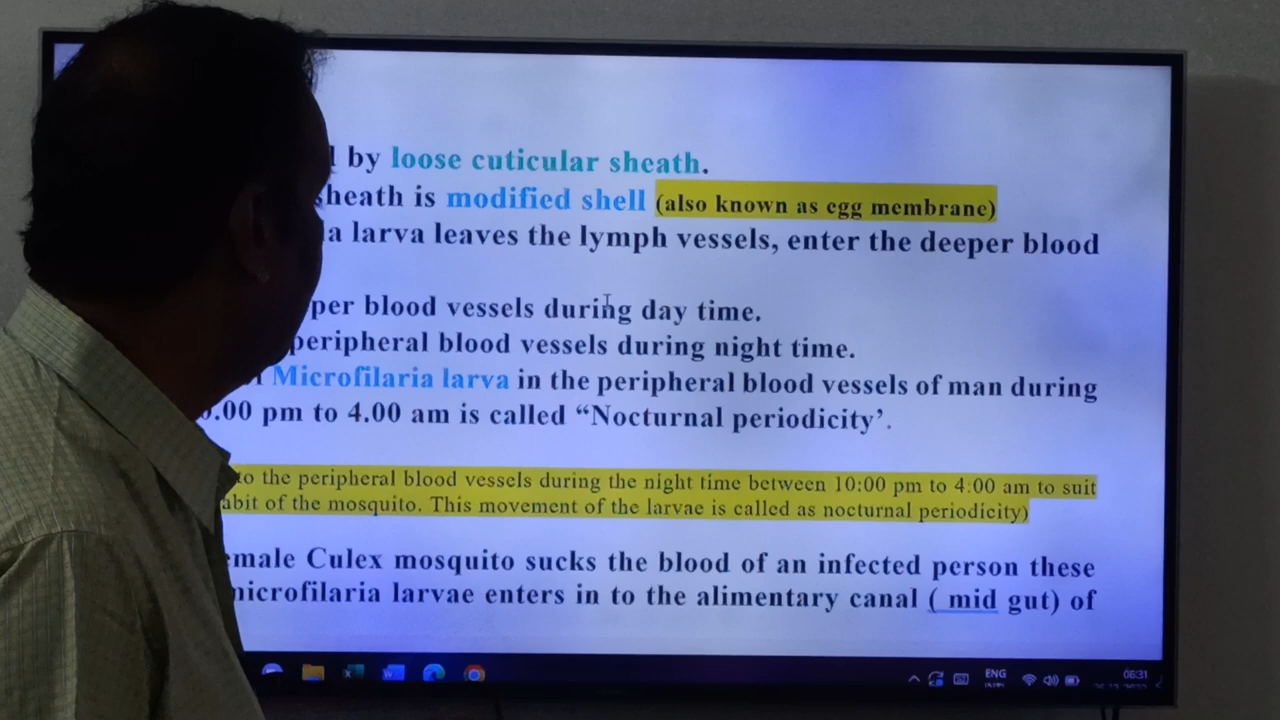 by loose cuticular sheath.
sheath is modified shell (also known as egg membrane)
larva leaves the lymph vessels, enter the deeper blood
per blood vessels during day time.
peripheral blood vessels during night time.
Microfilaria larva in the peripheral blood vessels of man during
.00 pm to 4.00 am is called “Nocturnal periodicity’.
to the peripheral blood vessels during the night time between 10:00 pm to 4:00 am to suit
abit of the mosquito. This movement of the larvae is called as nocturnal periodicity)
male Culex mosquito sucks the blood of an infected person these
microfilaria larvae enters in to the alimentary canal ( mid gut) of
ENG
06:31